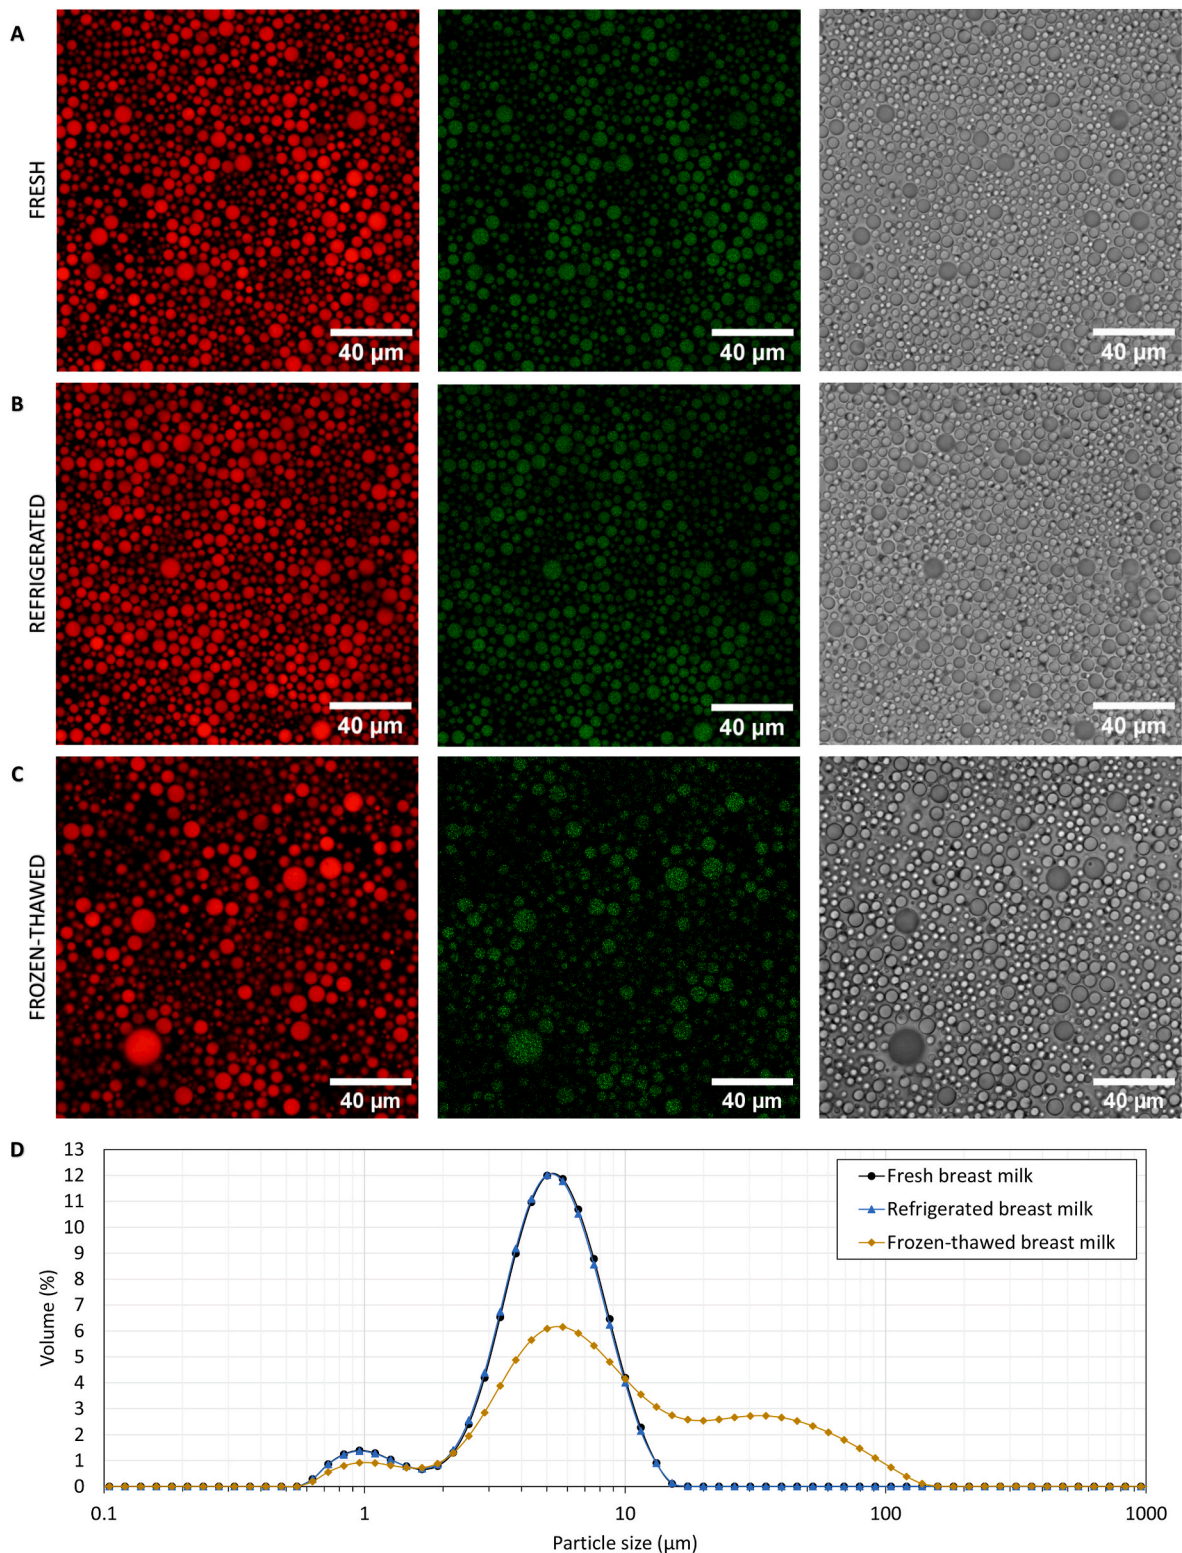 A
FRESH
40 µm
40 µm
40 µm
B
REFRIGERATED
40 µm
40 µm
40 µm
C
FROZEN-THAWED
40 µm
40 µm
40 µm
D
Volume (%)
13
12
11
10
9
8
7
6
5
4
3
2
1
0
Fresh breast milk
Refrigerated breast milk
Frozen-thawed breast milk
0.1 1 10 100 1000
Particle size (µm)